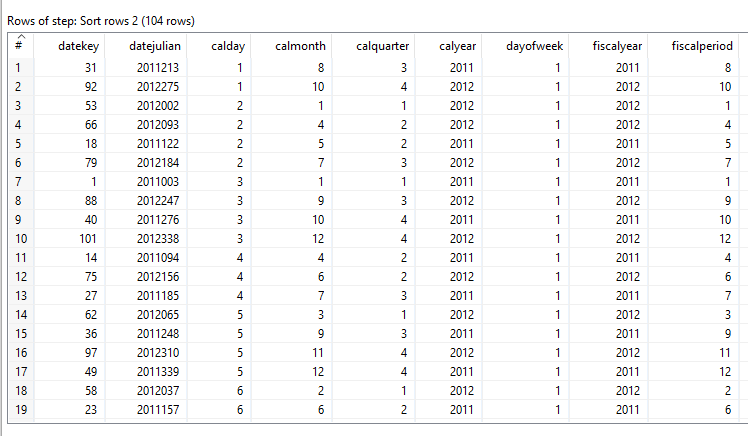 Rows of step: Sort rows 2 (104 rows)
# datekey datejulian calday calmonth calquarter calyear dayofweek fiscalyear fiscalperiod
1 31 2011213 1 8 3 2011 1 2011 8
2 92 2012275 1 10 4 2012 1 2012 10
3 53 2012002 2 1 1 2012 1 2012 1
4 66 2012093 2 4 2 2012 1 2012 4
5 18 2011122 2 5 2 2011 1 2011 5
6 79 2012184 2 7 3 2012 1 2012 7
7 1 2011003 3 1 1 2011 1 2011 1
8 88 2012247 3 9 3 2012 1 2012 9
9 40 2011276 3 10 4 2011 1 2011 10
10 101 2012338 3 12 4 2012 1 2012 12
11 14 2011094 4 4 2 2011 1 2011 4
12 75 2012156 4 6 2 2012 1 2012 6
13 27 2011185 4 7 3 2011 1 2011 7
14 62 2012065 5 3 1 2012 1 2012 3
15 36 2011248 5 9 3 2011 1 2011 9
16 97 2012310 5 11 4 2012 1 2012 11
17 49 2011339 5 12 4 2011 1 2011 12
18 58 2012037 6 2 1 2012 1 2012 2
19 23 2011157 6 6 2 2011 1 2011 6